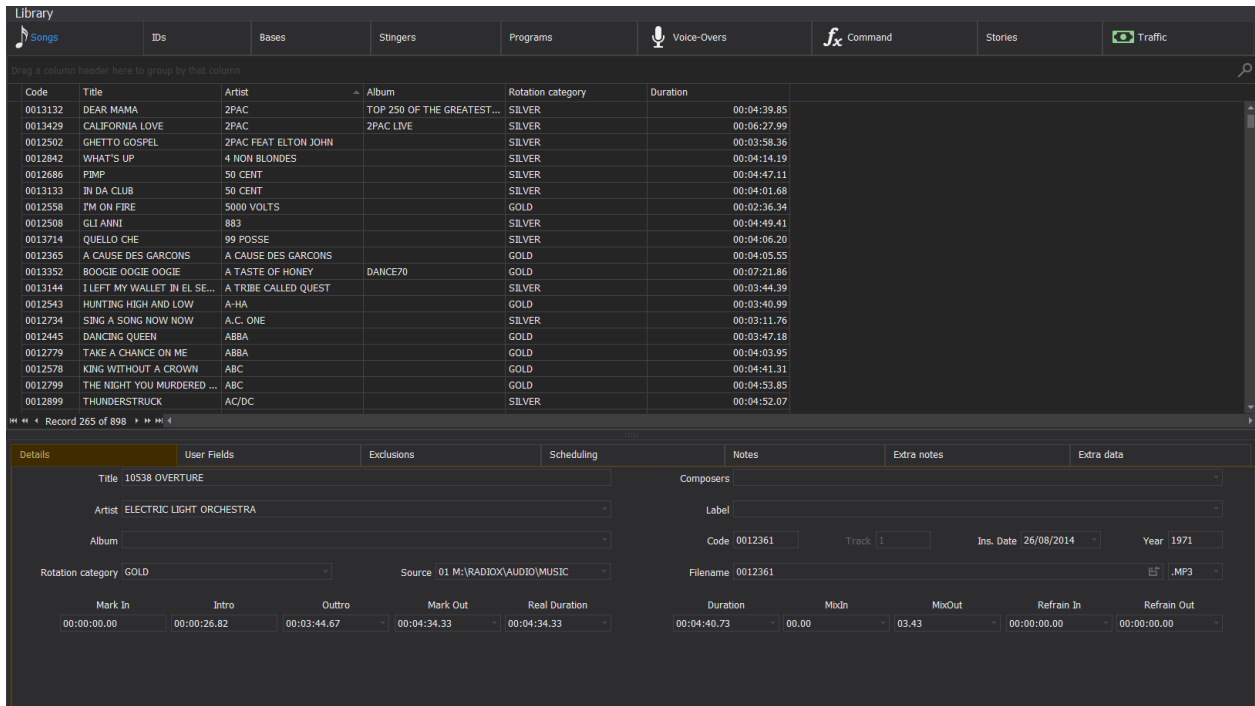 Library
Songs IDs Bases Stingers Programs Voice-Overs fx Command Stories Traffic
Drag a column header here to group by that column
Code Title Artist Album Rotation category Duration
0013132 DEAR MAMA 2PAC TOP 250 OF THE GREATEST... SILVER 00:04:39.85
0013429 CALIFORNIA LOVE 2PAC 2PAC LIVE SILVER 00:06:27.99
0012502 GHETTO GOSPEL 2PAC FEAT ELTON JOHN SILVER 00:03:58.36
0012842 WHAT'S UP 4 NON BLONDES SILVER 00:04:14.19
0012686 PIMP 50 CENT SILVER 00:04:47.11
0013133 IN DA CLUB 50 CENT SILVER 00:04:01.68
0012558 I'M ON FIRE 5000 VOLTS GOLD 00:02:36.34
0012508 GLI ANNI 883 SILVER 00:04:49.41
0013714 QUELLO CHE 99 POSSE SILVER 00:04:06.20
0012365 A CAUSE DES GARCONS A CAUSE DES GARCONS GOLD 00:04:05.55
0013352 BOOGIE OOGIE OOGIE A TASTE OF HONEY DANCE70 GOLD 00:07:21.86
0013144 I LEFT MY WALLET IN EL SE... A TRIBE CALLED QUEST SILVER 00:03:44.39
0012543 HUNTING HIGH AND LOW A-HA GOLD 00:03:40.99
0012734 SING A SONG NOW NOW A.C. ONE SILVER 00:03:11.76
0012445 DANCING QUEEN ABBA GOLD 00:03:47.18
0012779 TAKE A CHANCE ON ME ABBA GOLD 00:04:03.95
0012578 KING WITHOUT A CROWN ABC GOLD 00:04:41.31
0012799 THE NIGHT YOU MURDERED ... ABC GOLD 00:04:53.85
0012899 THUNDERSTRUCK AC/DC SILVER 00:04:52.07
Record 265 of 898
Details User Fields Exclusions Scheduling Notes Extra notes Extra data
Title 10538 OVERTURE Composers
Artist ELECTRIC LIGHT ORCHESTRA Label
Album Code 0012361 Track 1 Ins. Date 26/08/2014 Year 1971
Rotation category GOLD Source 01 M:\RADIOX\AUDIO\MUSIC Filename 0012361 .MP3
Mark In Intro Outtro Mark Out Real Duration Duration MixIn MixOut Refrain In Refrain Out
00:00:00.00 00:00:26.82 00:03:44.67 00:04:34.33 00:04:34.33 00:04:40.73 00.00 03.43 00:00:00.00 00:00:00.00